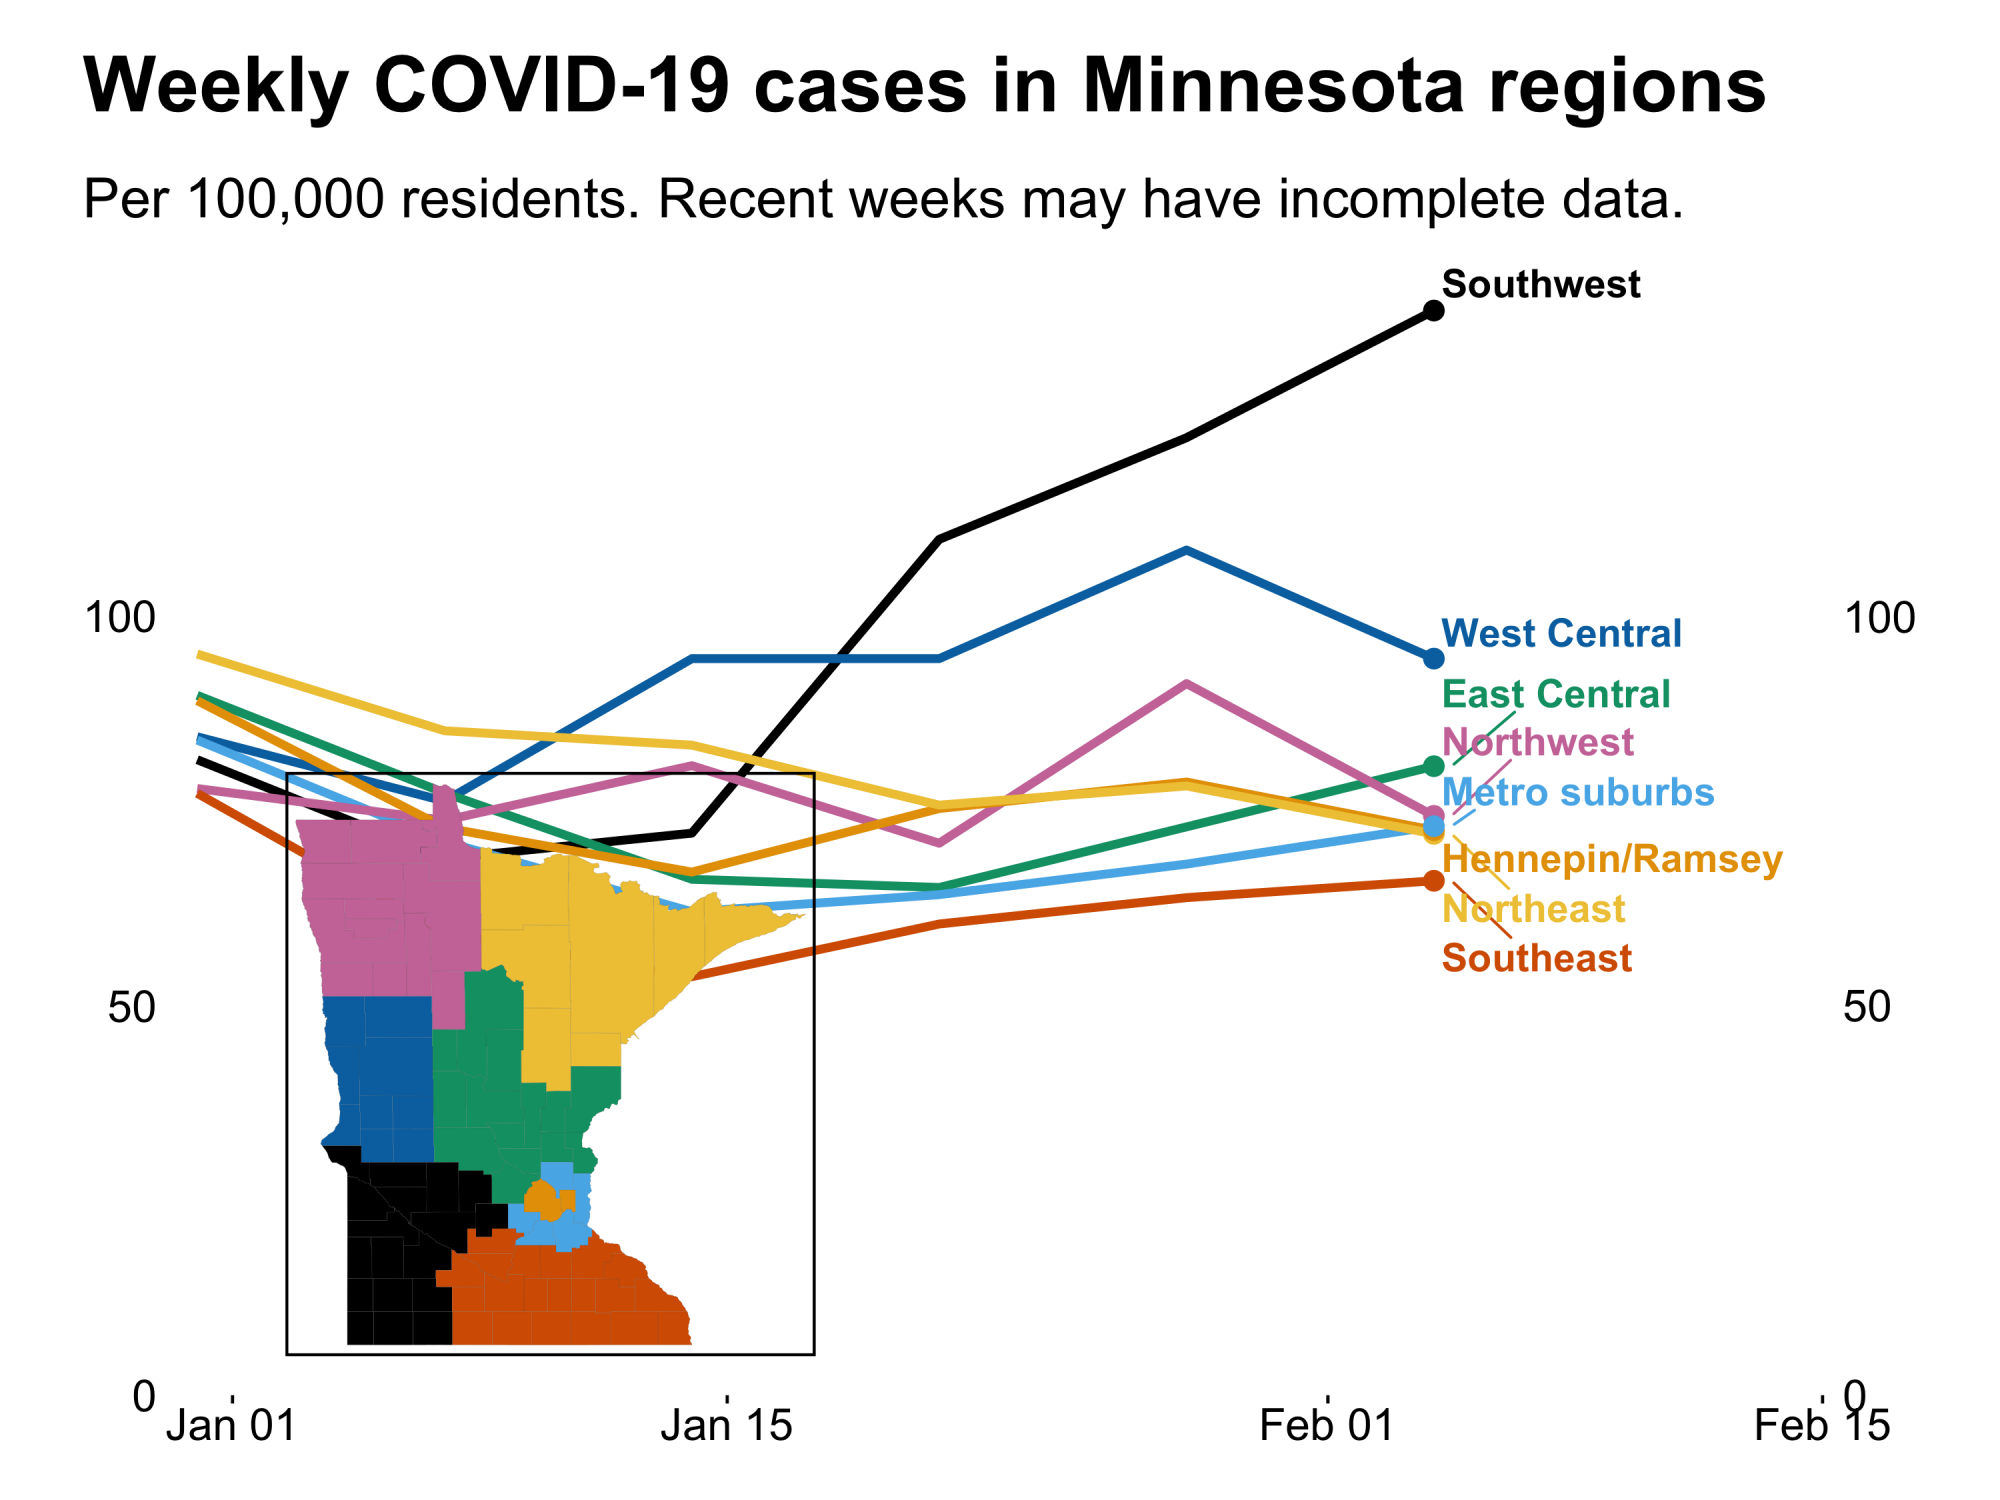 Weekly COVID-19 cases in Minnesota regions
Per 100,000 residents. Recent weeks may have incomplete data.
Southwest
100
West Central
100
East Central
Northwest
Metro suburbs
Hennepin/Ramsey
Northeast
Southeast
50
50
0
0
Jan 01
Jan 15
Feb 01
Feb 15